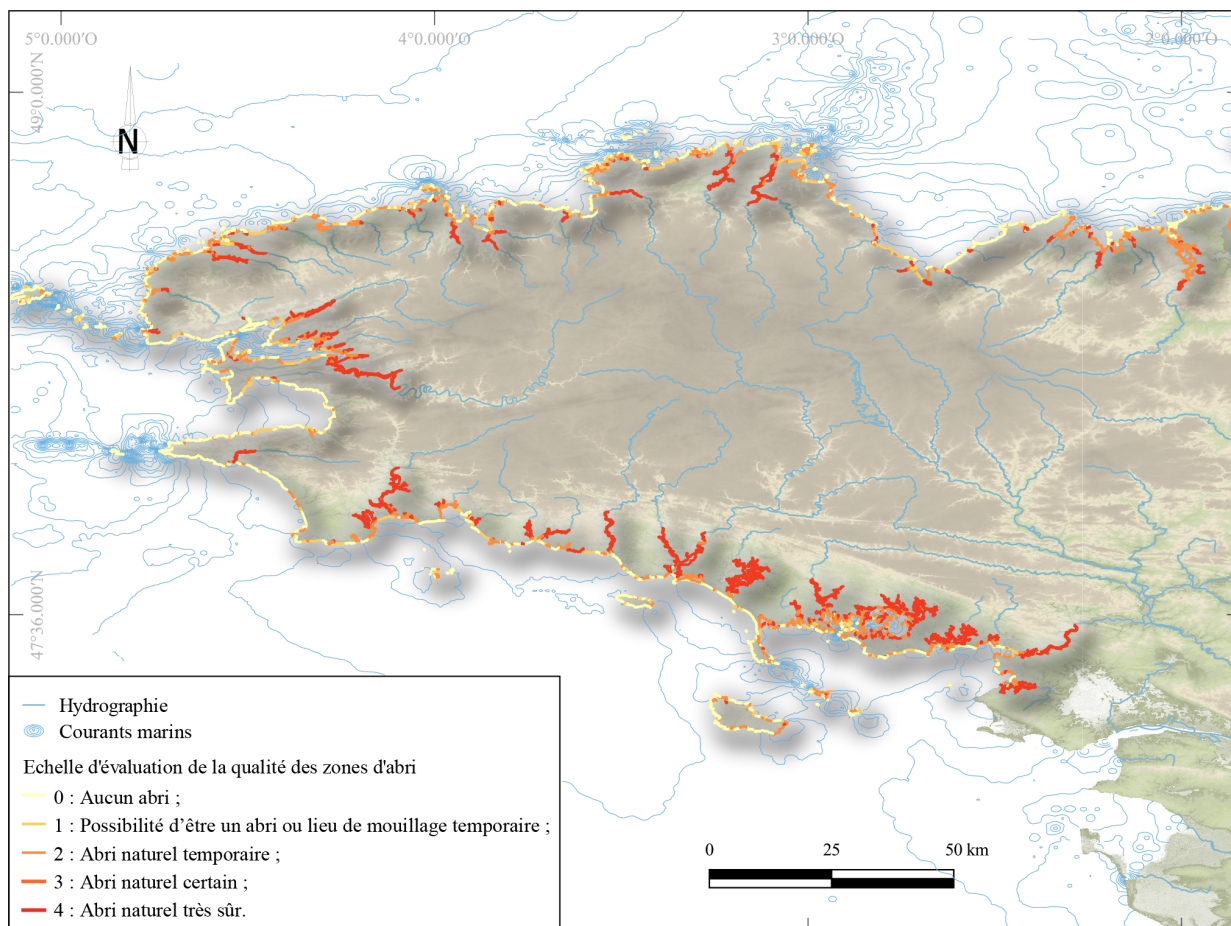 5°0.000'O 4°0.000'O 3°0.000'O 2°0.000'O
49°0.000'N
N
47°36.000'N
Hydrographie
Courants marins
Echelle d'évaluation de la qualité des zones d'abri
0 : Aucun abri ;
1 : Possibilité d’être un abri ou lieu de mouillage temporaire ;
2 : Abri naturel temporaire ;
3 : Abri naturel certain ;
4 : Abri naturel très sûr.
0 25 50 km